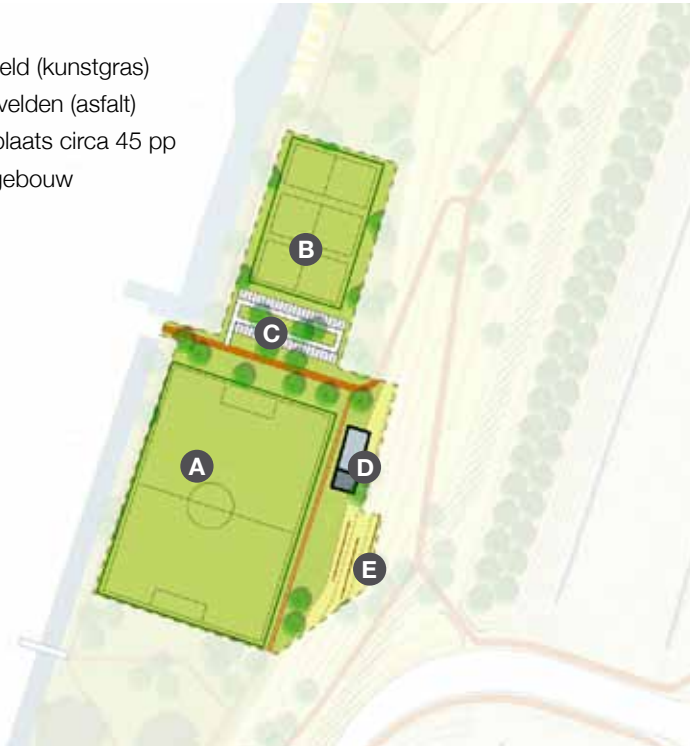 eld (kunstgras)
velden (asfalt)
plaats circa 45 pp
gebouw
B
C
A
D
E